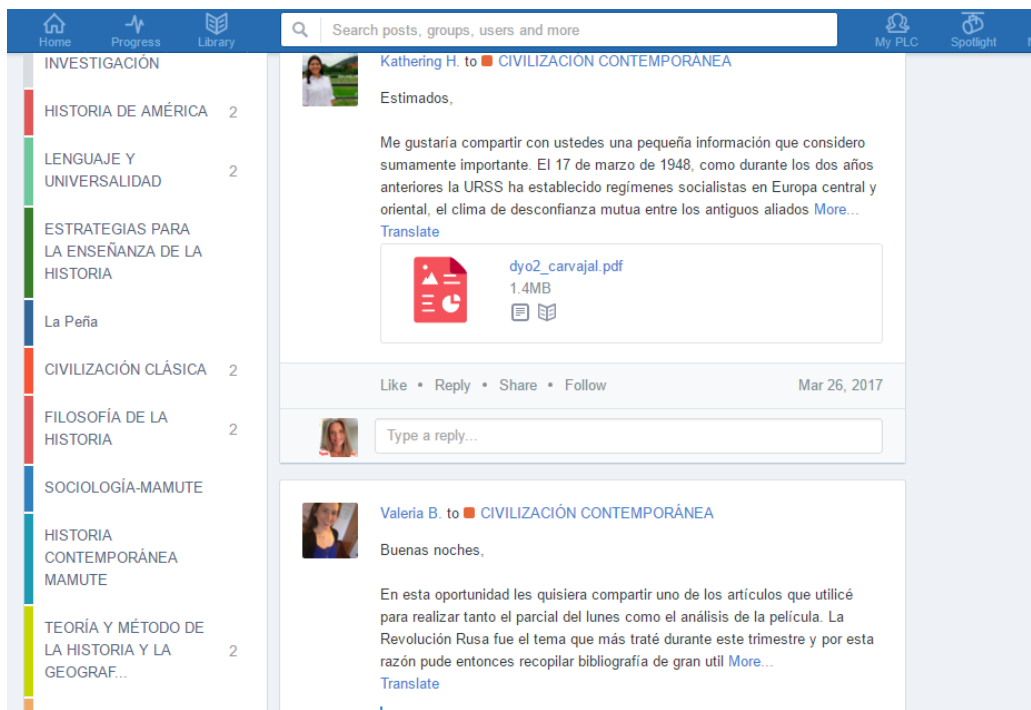 Home
Progress
Library
Search posts, groups, users and more
My PLC
Spotlight
INVESTIGACIÓN
HISTORIA DE AMÉRICA 2
LENGUAJE Y
UNIVERSALIDAD 2
ESTRATEGIAS PARA
LA ENSEÑANZA DE LA
HISTORIA
La Peña
CIVILIZACIÓN CLÁSICA 2
FILOSOFÍA DE LA
HISTORIA 2
SOCIOLOGÍA-MAMUTE
HISTORIA
CONTEMPORÁNEA
MAMUTE
TEORÍA Y MÉTODO DE
LA HISTORIA Y LA 2
GEOGRAF...
Kathering H. to CIVILIZACIÓN CONTEMPORÁNEA
Estimados,
Me gustaría compartir con ustedes una pequeña información que considero
sumamente importante. El 17 de marzo de 1948, como durante los dos años
anteriores la URSS ha establecido regímenes socialistas en Europa central y
oriental, el clima de desconfianza mutua entre los antiguos aliados More...
Translate
dyo2_carvajal.pdf
1.4MB
Like • Reply • Share • Follow Mar 26, 2017
Type a reply...
Valeria B. to CIVILIZACIÓN CONTEMPORÁNEA
Buenas noches,
En esta oportunidad les quisiera compartir uno de los artículos que utilicé
para realizar tanto el parcial del lunes como el análisis de la película. La
Revolución Rusa fue el tema que más traté durante este trimestre y por esta
razón pude entonces recopilar bibliografía de gran util More...
Translate